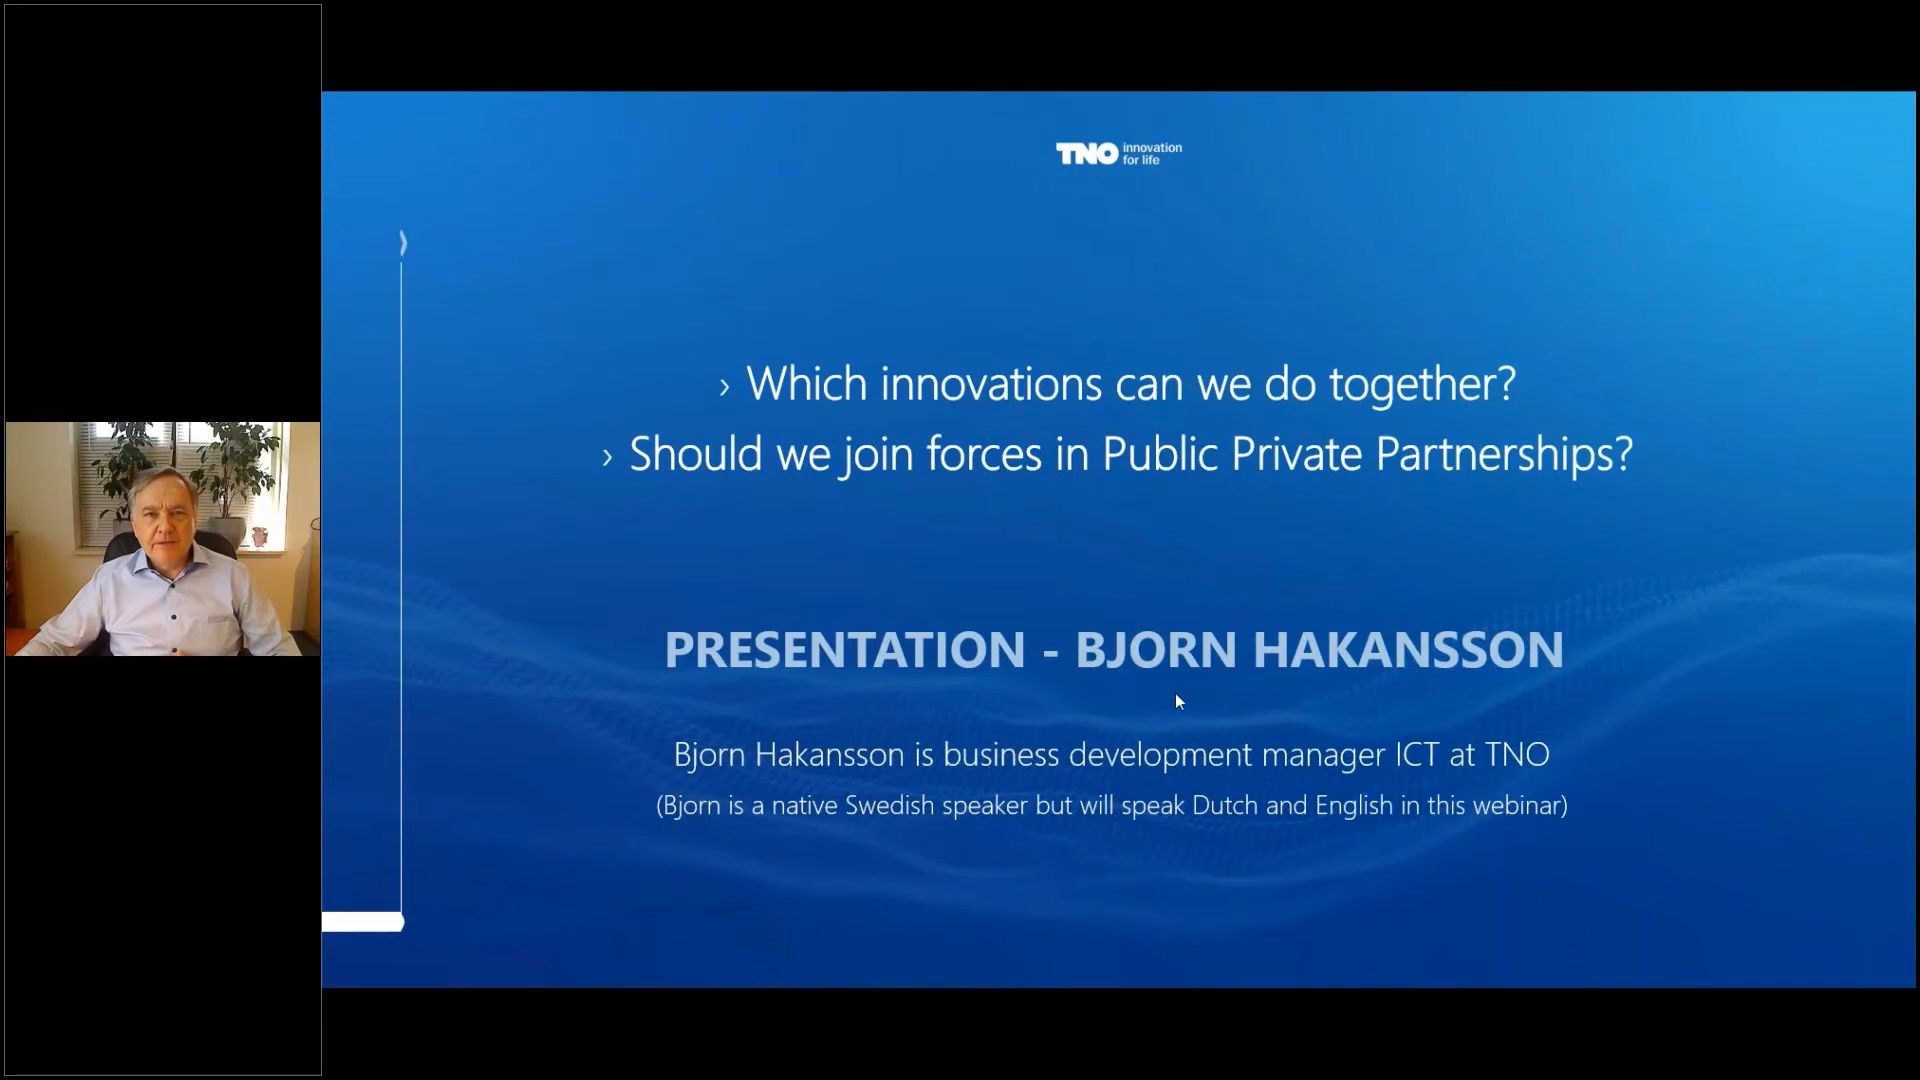 TNO innovation
for life
› Which innovations can we do together?
› Should we join forces in Public Private Partnerships?
PRESENTATION - BJORN HAKANSSON
Bjorn Hakansson is business development manager ICT at TNO
(Bjorn is a native Swedish speaker but will speak Dutch and English in this webinar)